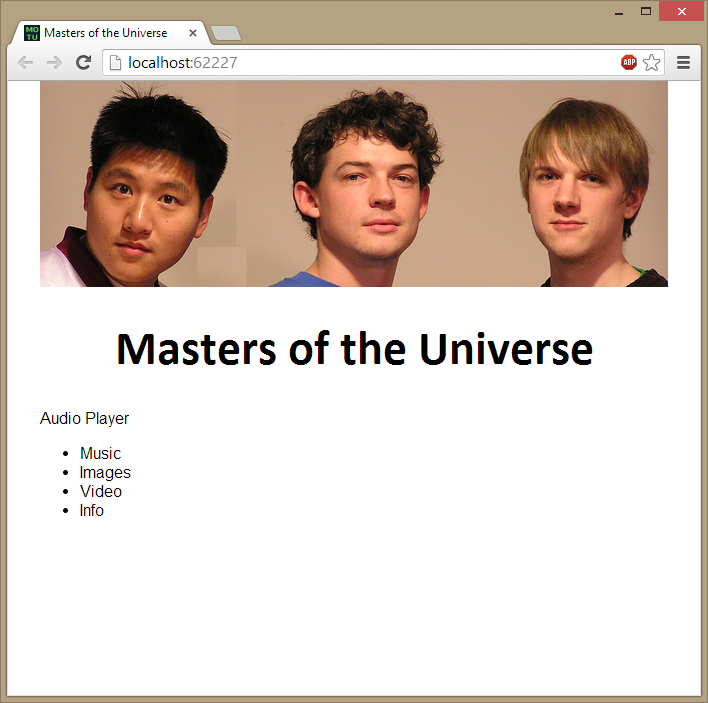 MO
TU
Masters of the Universe
localhost:62227
ABP
Masters of the Universe
Audio Player
Music
Images
Video
Info